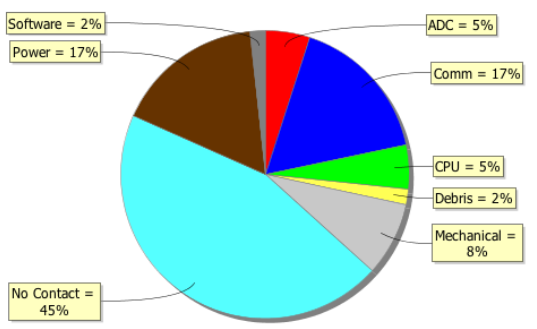 Software = 2%
ADC = 5%
Power = 17%
Comm = 17%
CPU = 5%
Debris = 2%
Mechanical =
8%
No Contact =
45%